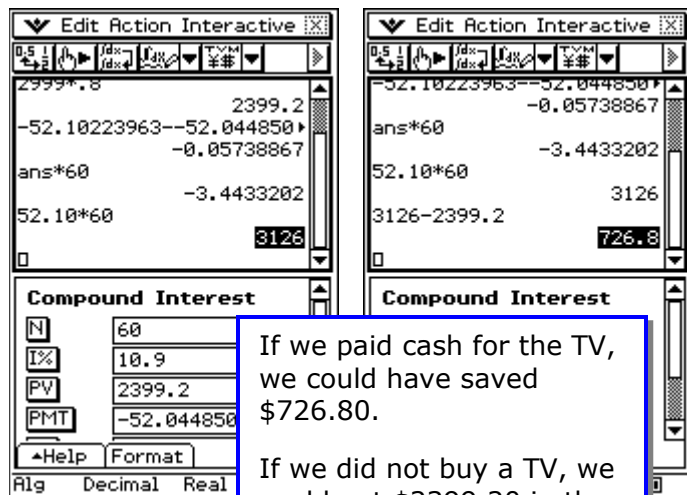 Edit Action Interactive
2999*.8
2399.2
-52.10223963--52.044850
-0.05738867
ans*60
-3.4433202
52.10*60
3126
Compound Interest
N 60
I% 10.9
PV 2399.2
PMT -52.044850
Help Format
Alg Decimal Real
Edit Action Interactive
-52.10223963--52.044850
-0.05738867
ans*60
-3.4433202
52.10*60
3126
3126-2399.2
726.8
Compound Interest
If we paid cash for the TV,
we could have saved
$726.80.
If we did not buy a TV, we